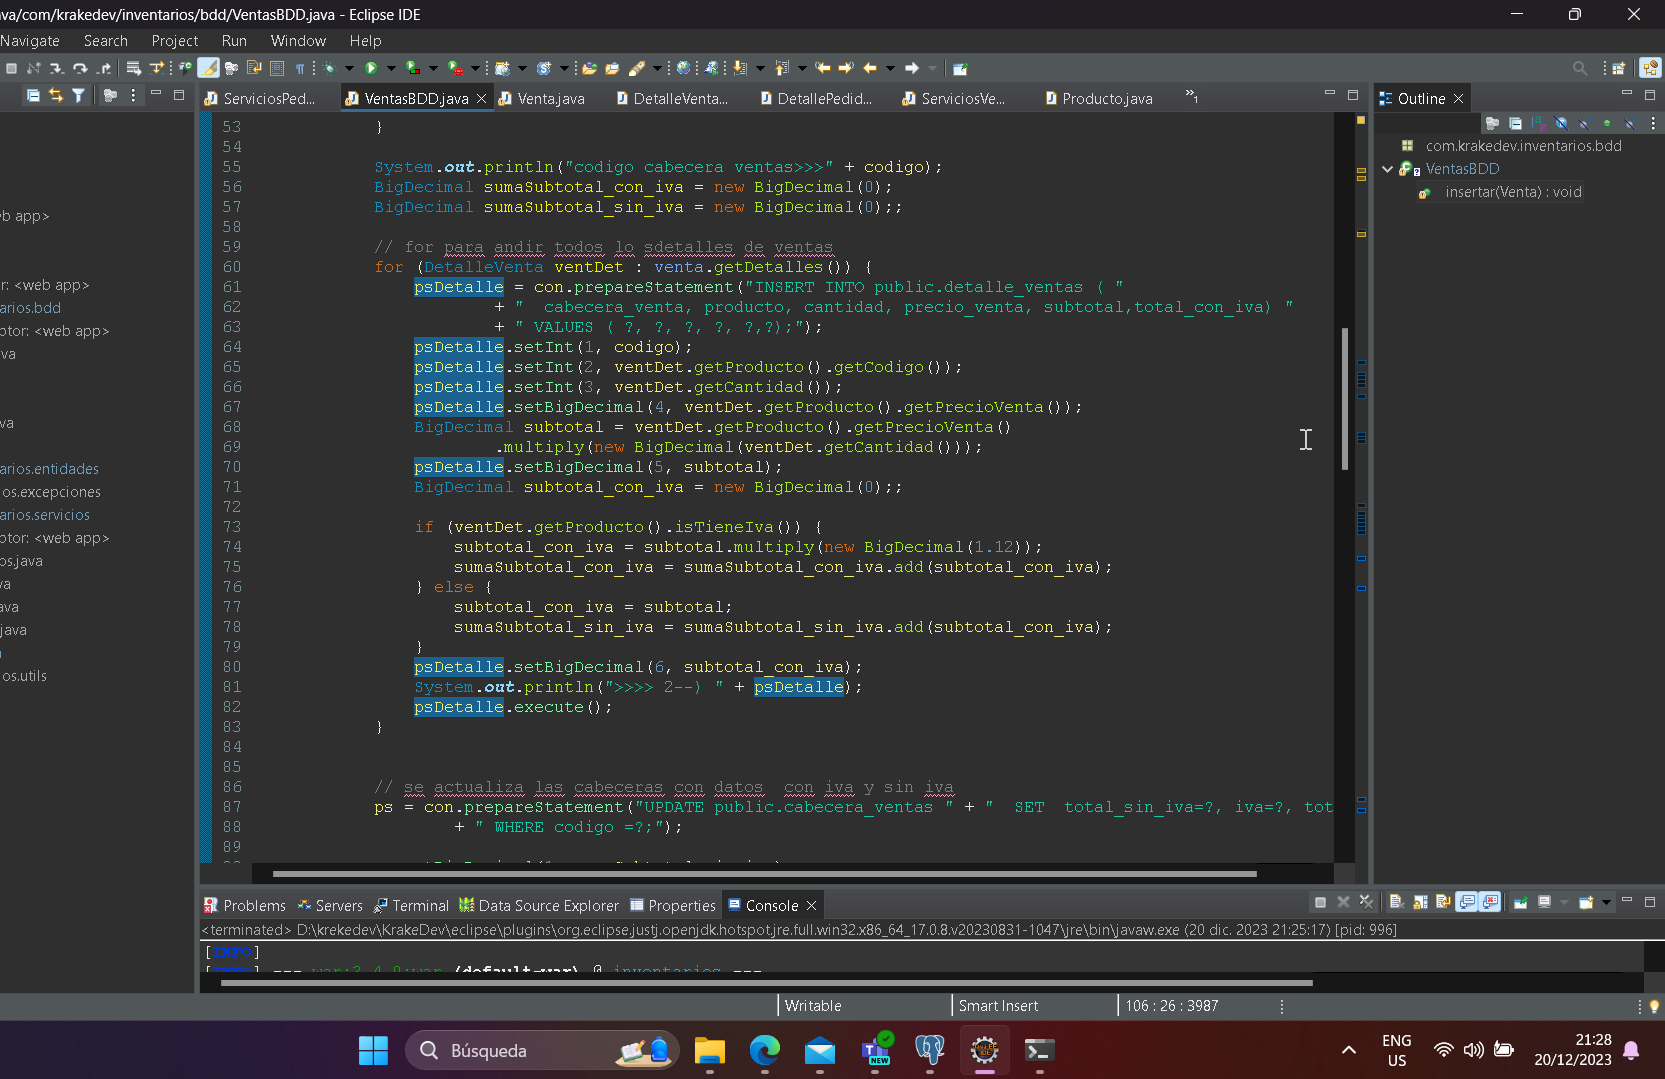 va/com/krakedev/inventarios/bdd/VentasBDD.java - Eclipse IDE
Navigate Search Project Run Window Help
ServiciosPed... VentasBDD.java Venta.java DetalleVenta... DetallePedid... ServiciosVe... Producto.java »1
Outline
53 }
54
55 System.out.println("codigo cabecera ventas>>>" + codigo);
56 BigDecimal sumaSubtotal_con_iva = new BigDecimal(0);
57 BigDecimal sumaSubtotal_sin_iva = new BigDecimal(0);;
58
59 // for para andir todos lo sdetalles de ventas
60 for (DetalleVenta ventDet : venta.getDetalles()) {
61 psDetalle = con.prepareStatement("INSERT INTO public.detalle_ventas ( "
62 + " cabecera_venta, producto, cantidad, precio_venta, subtotal,total_con_iva) "
63 + " VALUES ( ?, ?, ?, ?, ?,?);");
64 psDetalle.setInt(1, codigo);
65 psDetalle.setInt(2, ventDet.getProducto().getCodigo());
66 psDetalle.setInt(3, ventDet.getCantidad());
67 psDetalle.setBigDecimal(4, ventDet.getProducto().getPrecioVenta());
68 BigDecimal subtotal = ventDet.getProducto().getPrecioVenta()
69 .multiply(new BigDecimal(ventDet.getCantidad()));
70 psDetalle.setBigDecimal(5, subtotal);
71 BigDecimal subtotal_con_iva = new BigDecimal(0);;
72
73 if (ventDet.getProducto().isTieneIva()) {
74 subtotal_con_iva = subtotal.multiply(new BigDecimal(1.12));
75 sumaSubtotal_con_iva = sumaSubtotal_con_iva.add(subtotal_con_iva);
76 } else {
77 subtotal_con_iva = subtotal;
78 sumaSubtotal_sin_iva = sumaSubtotal_sin_iva.add(subtotal_con_iva);
79 }
80 psDetalle.setBigDecimal(6, subtotal_con_iva);
81 System.out.println(">>>> 2--) " + psDetalle);
82 psDetalle.execute();
83 }
84
85
86 // se actualiza las cabeceras con datos  con iva y sin iva
87 ps = con.prepareStatement("UPDATE public.cabecera_ventas " + "  SET  total_sin_iva=?, iva=?, tot
88 + " WHERE codigo =?;");
89
b app>
r: <web app>
arios.bdd
ptor: <web app>
va
va
arios.entidades
os.excepciones
arios.servicios
ptor: <web app>
os.java
va
ava
java
os.utils
com.krakedev.inventarios.bdd
VentasBDD
insertar(Venta) : void
Problems Servers Terminal Data Source Explorer Properties Console
<terminated> D:\krekedev\KrakeDev\eclipse\plugins\org.eclipse.justj.openjdk.hotspot.jre.full.win32.x86_64_17.0.8.v20230831-1047\jre\bin\javaw.exe (20 dic. 2023 21:25:17) [pid: 996]
[INFO]
[INFO] --- war:3.4.0:war (default-war) @ inventarios ---
Writable Smart Insert 106 : 26 : 3987
Búsqueda
NEW
ENG
US
21:28
20/12/2023